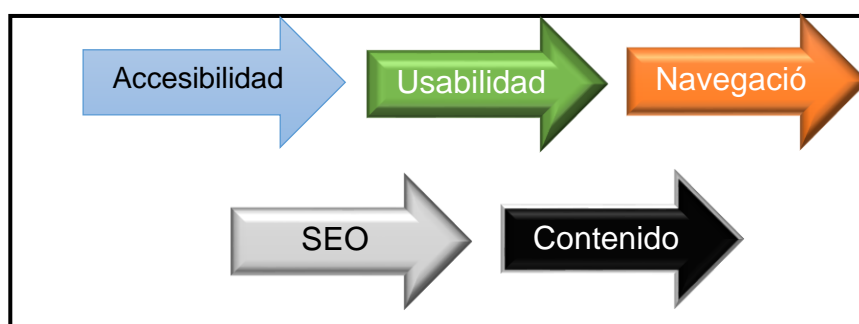 Accesibilidad
Usabilidad
Navegació
SEO
Contenido